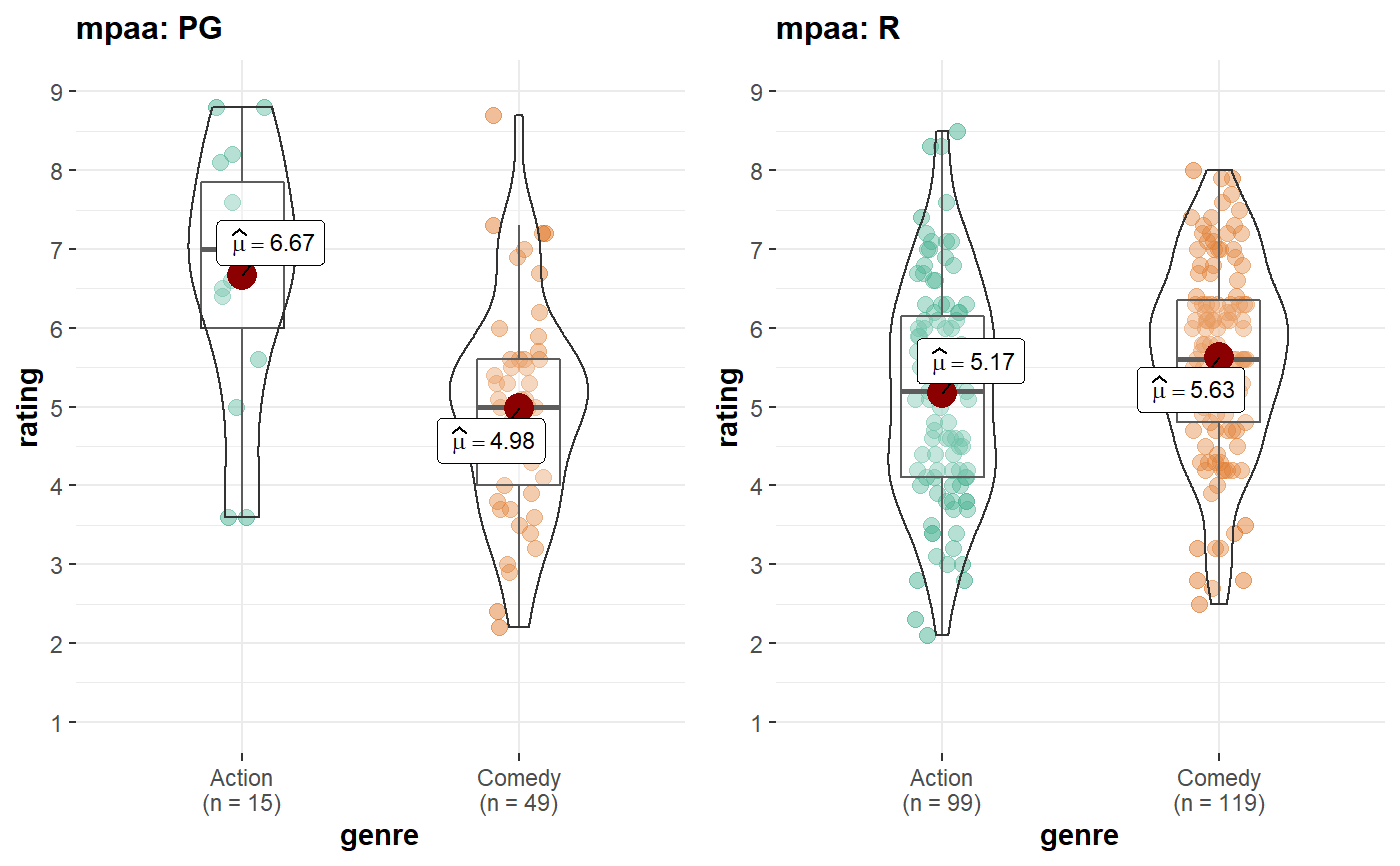 mpaa: PG
rating
9
8
7
6
5
4
3
2
1
μ̂ = 6.67
μ̂ = 4.98
Action
(n = 15)
Comedy
(n = 49)
genre
mpaa: R
rating
9
8
7
6
5
4
3
2
1
μ̂ = 5.17
μ̂ = 5.63
Action
(n = 99)
Comedy
(n = 119)
genre